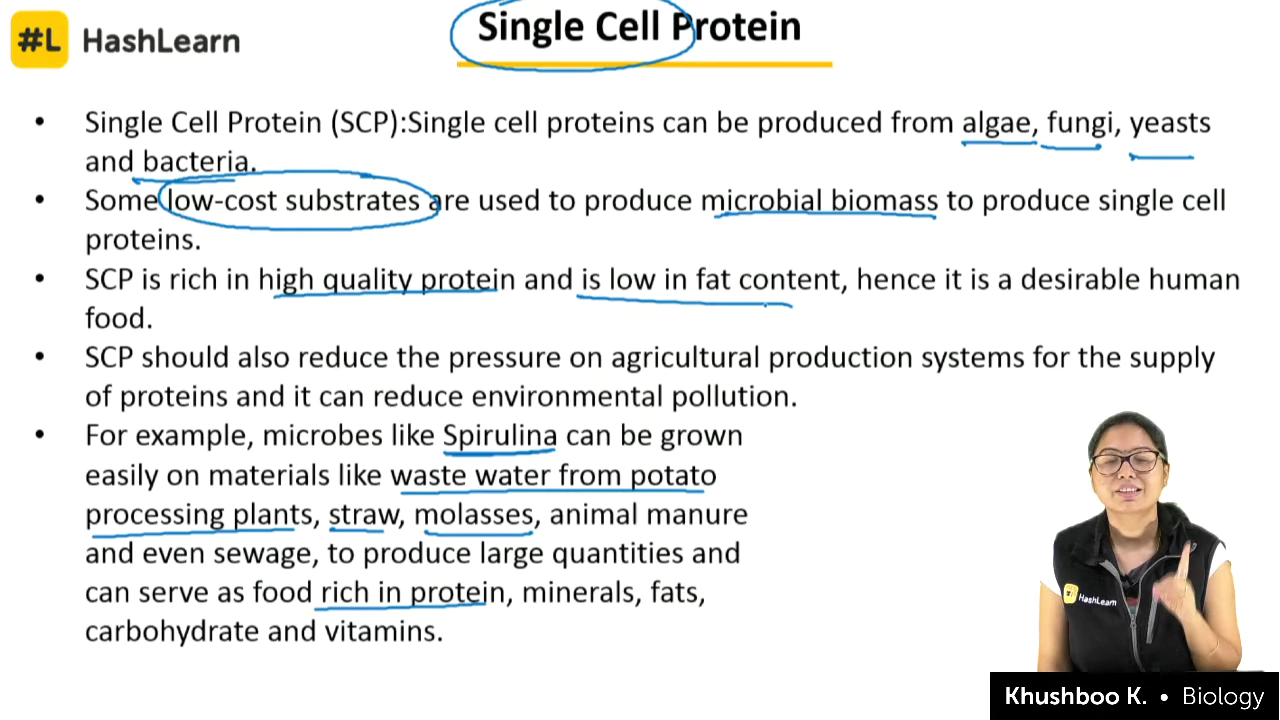 #L HashLearn
Single Cell Protein
• Single Cell Protein (SCP):Single cell proteins can be produced from algae, fungi, yeasts
and bacteria.
• Some low-cost substrates are used to produce microbial biomass to produce single cell
proteins.
• SCP is rich in high quality protein and is low in fat content, hence it is a desirable human
food.
• SCP should also reduce the pressure on agricultural production systems for the supply
of proteins and it can reduce environmental pollution.
• For example, microbes like Spirulina can be grown
easily on materials like waste water from potato
processing plants, straw, molasses, animal manure
and even sewage, to produce large quantities and
can serve as food rich in protein, minerals, fats,
carbohydrate and vitamins.
HashLearn
Khushboo K. • Biology